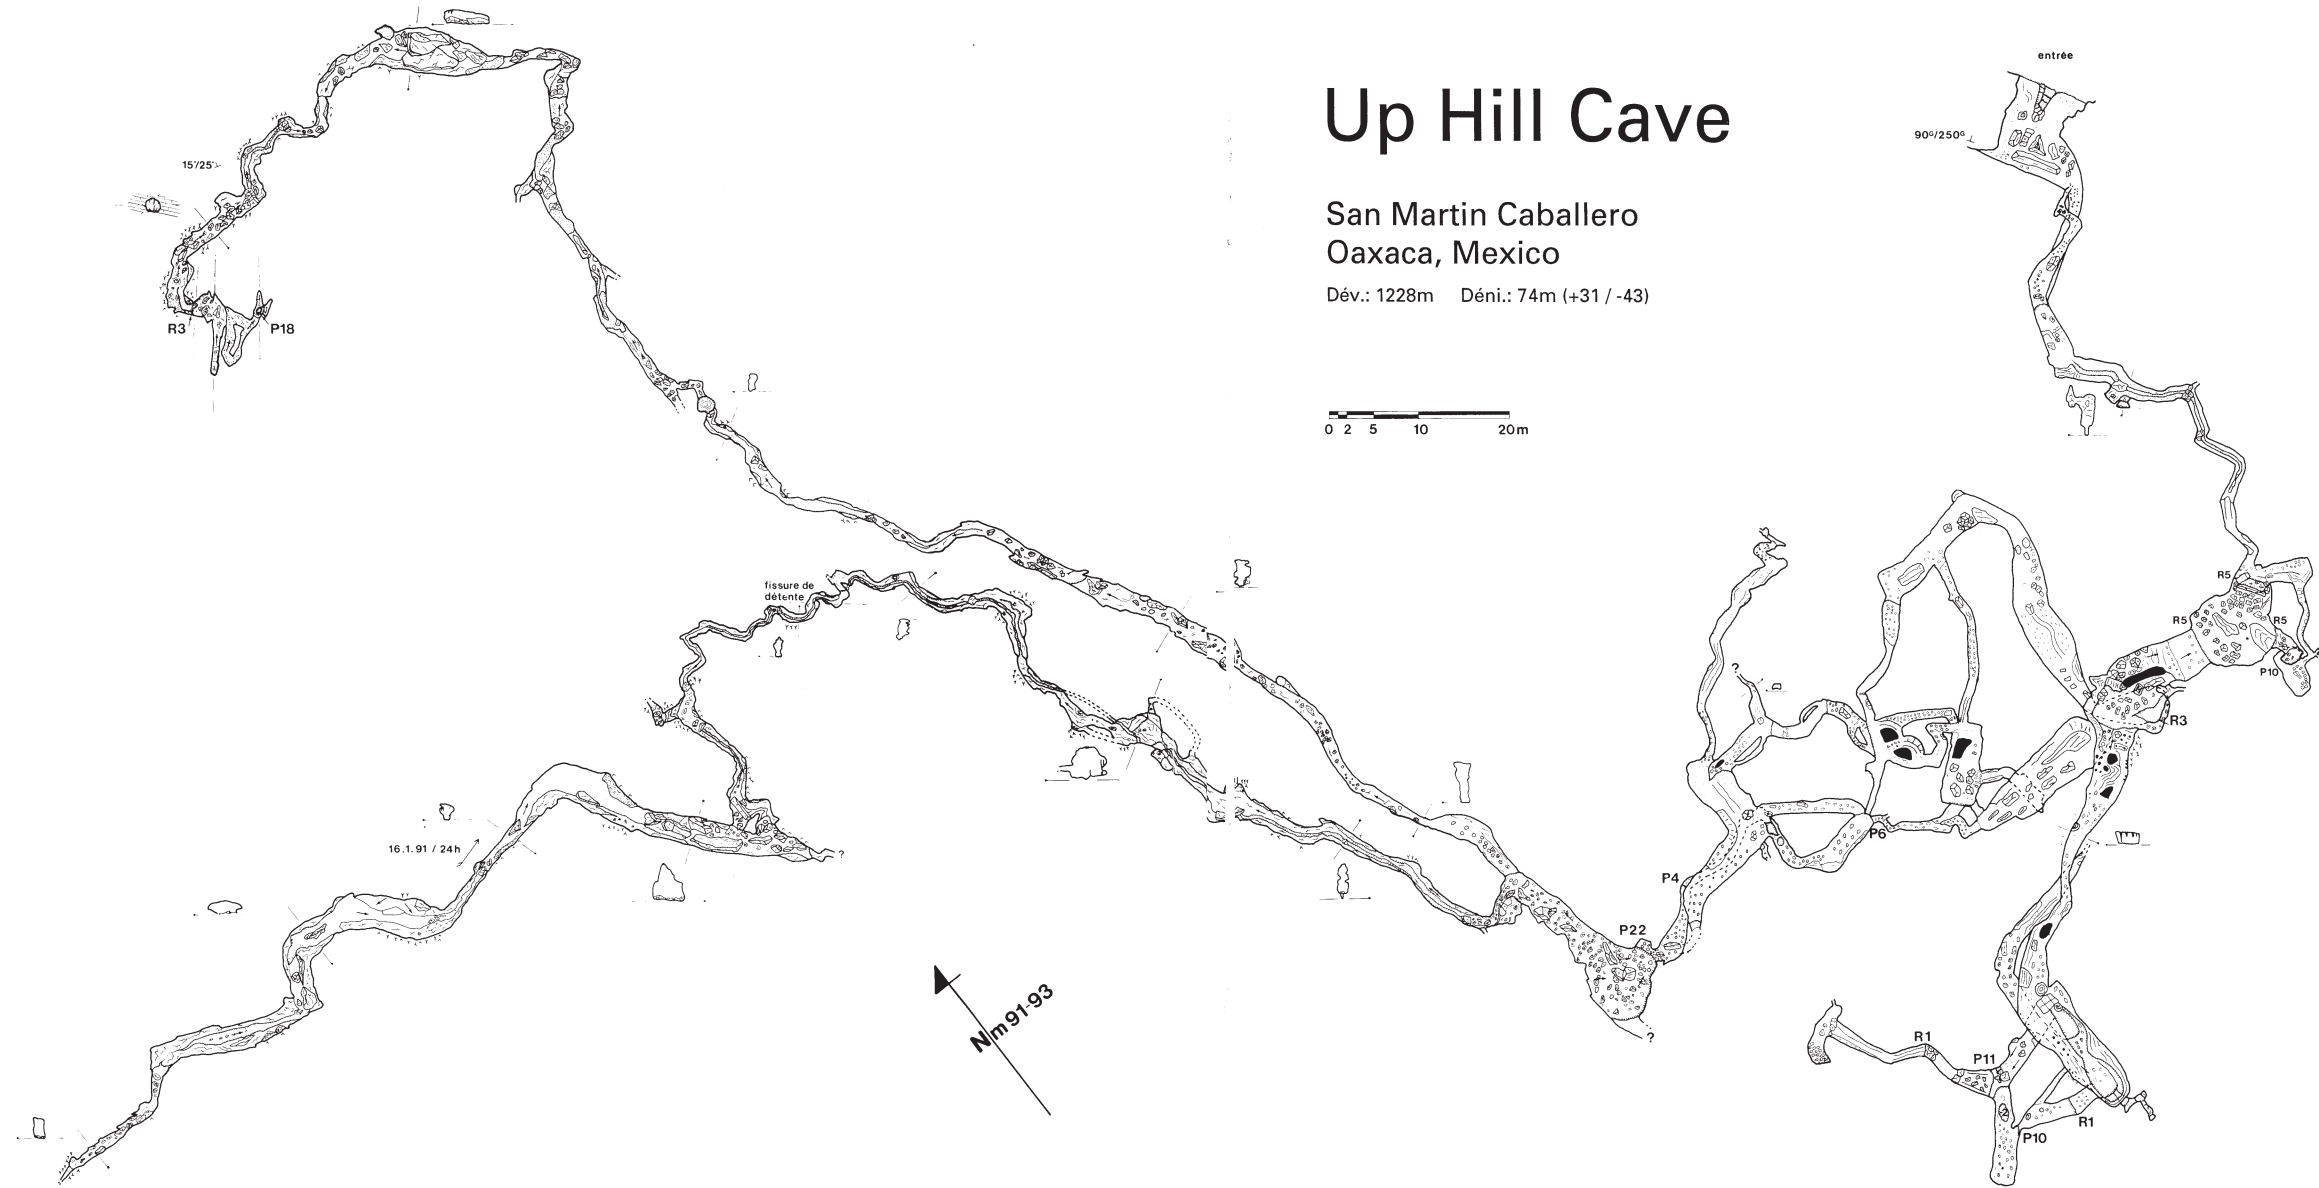 entrée
Up Hill Cave
90ᴳ/250ᴳ
15'/25'
San Martin Caballero
Oaxaca, Mexico
Dév.: 1228m Déni.: 74m (+31 / -43)
R3
P18
0 2 5 10 20m
fissure de
détente
R5
R5
R5
P10
?
R3
P6
16.1.91 / 24h
?
P4
P22
?
Nm91-93
R1
P11
2
R1
P10